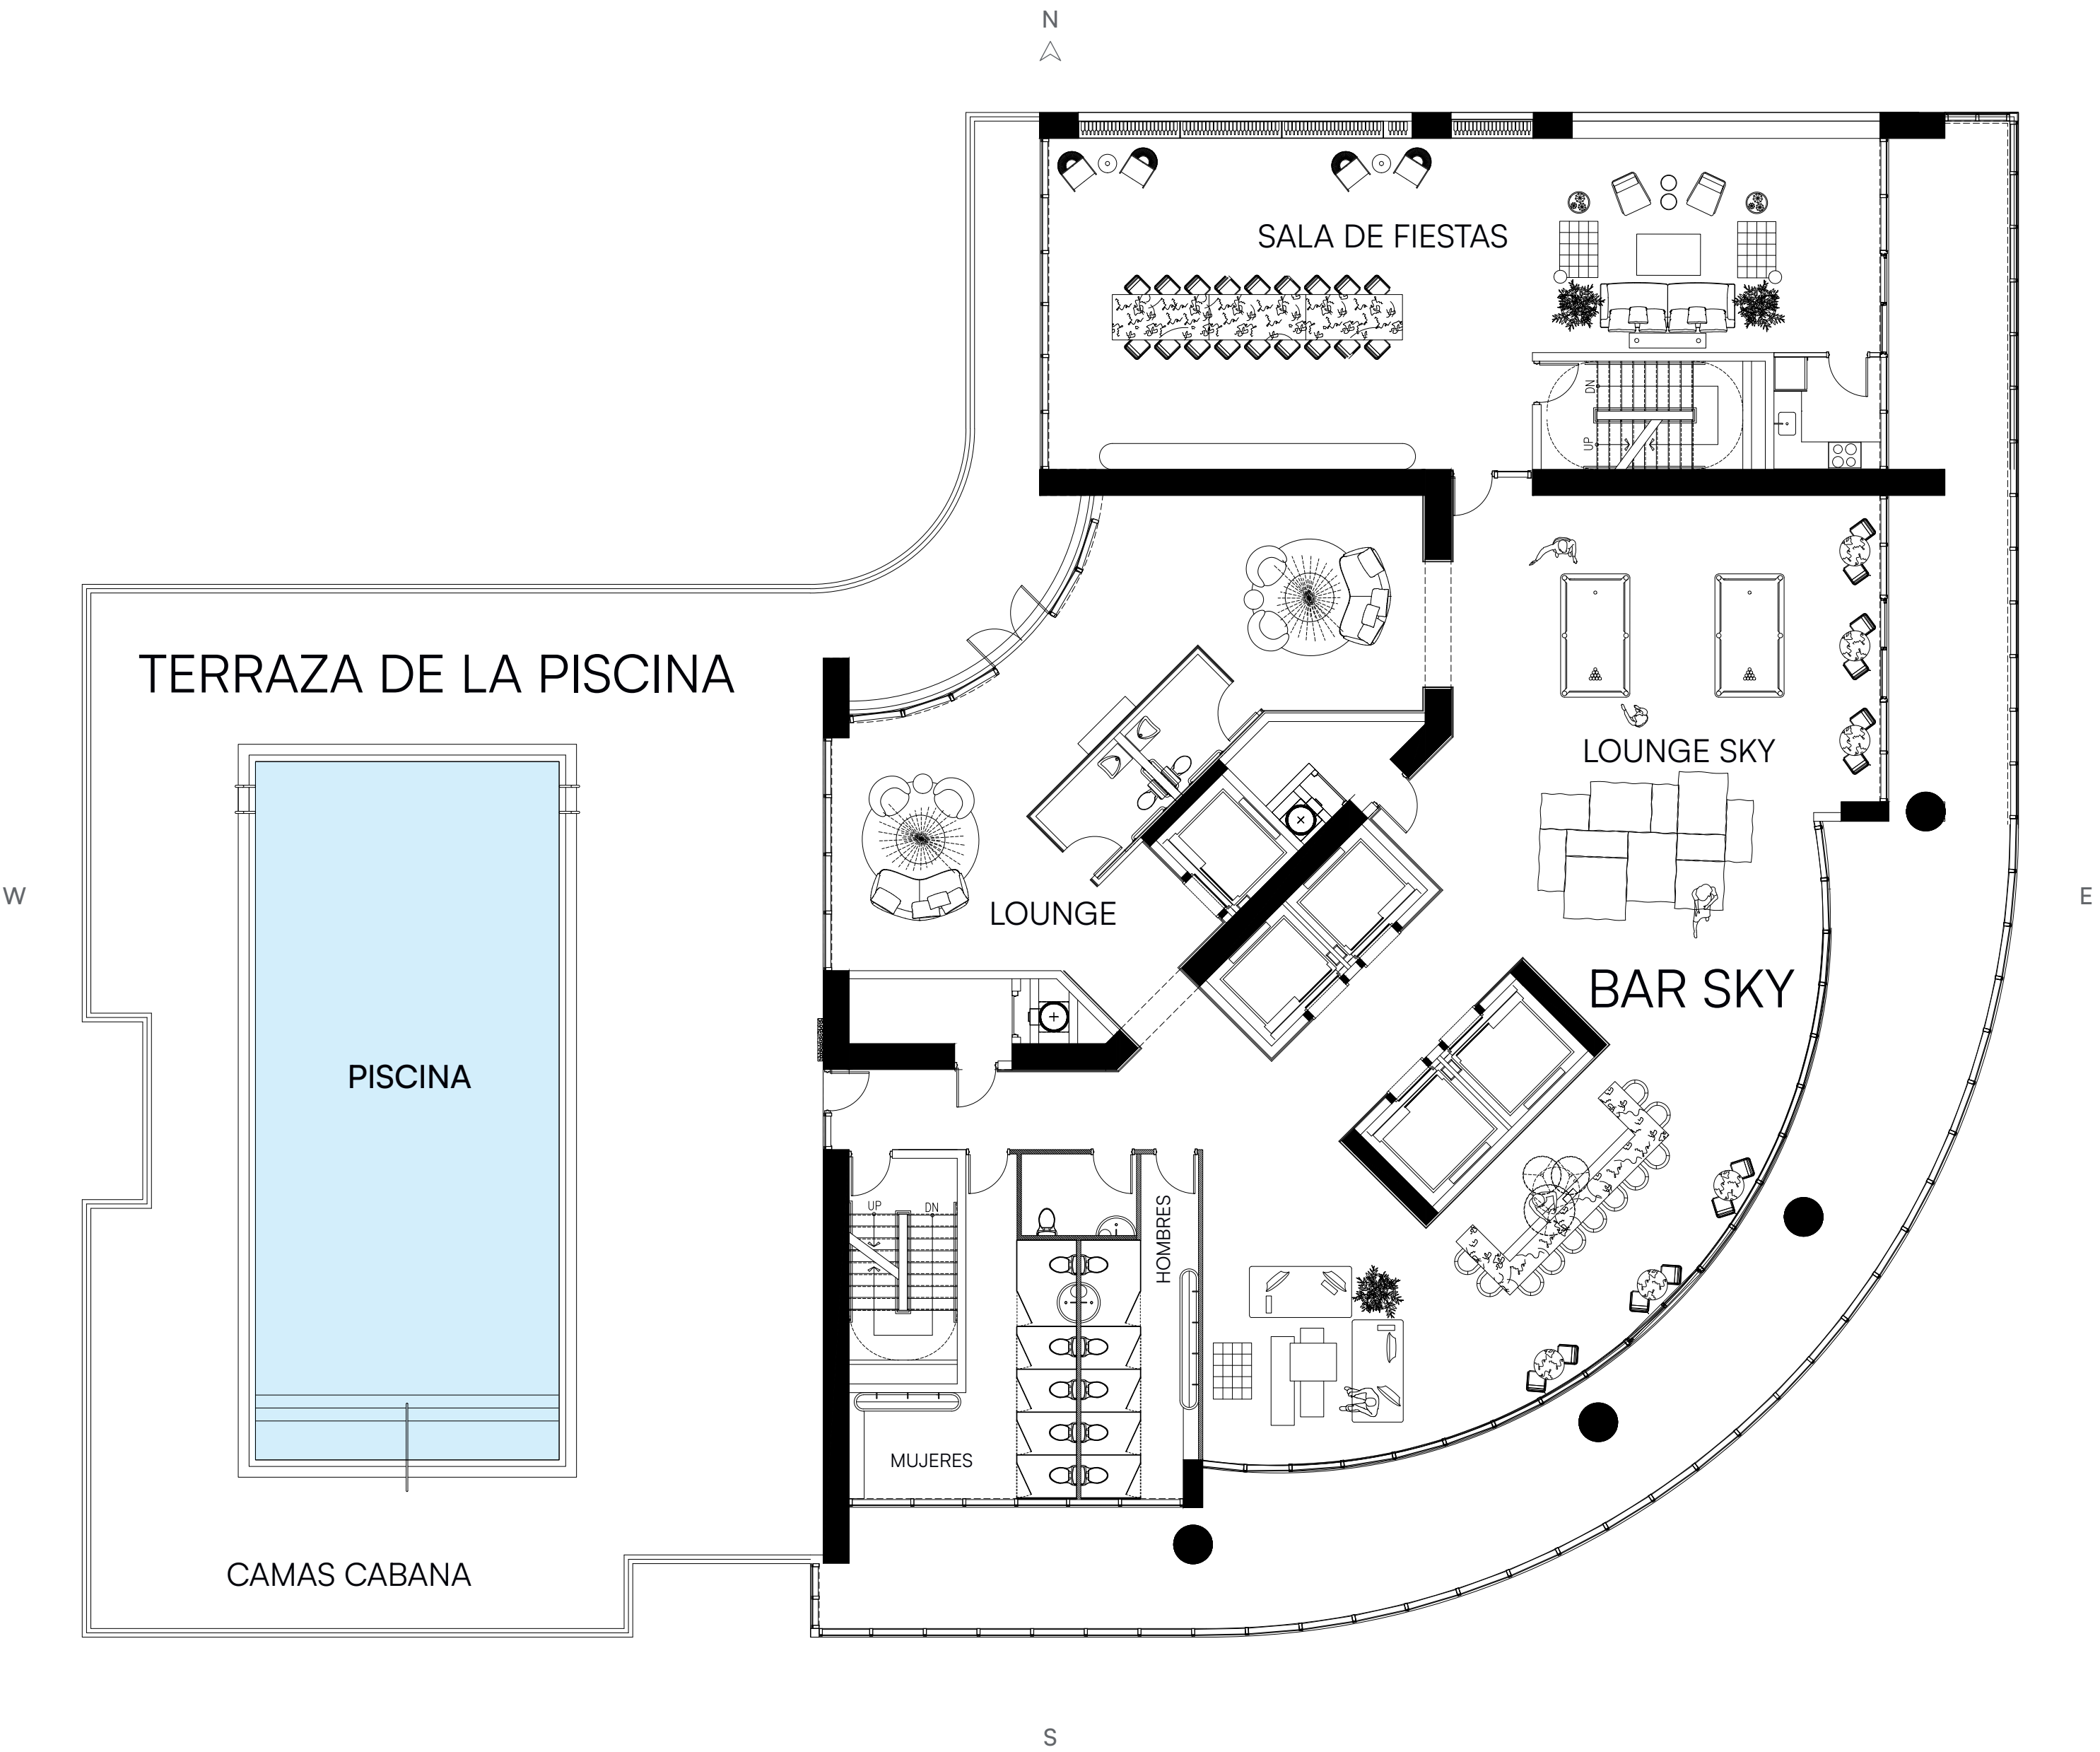 N
SALA DE FIESTAS
DN
UP
TERRAZA DE LA PISCINA
LOUNGE SKY
W
E
LOUNGE
BAR SKY
PISCINA
UP
DN
HOMBRES
MUJERES
CAMAS CABANA
S